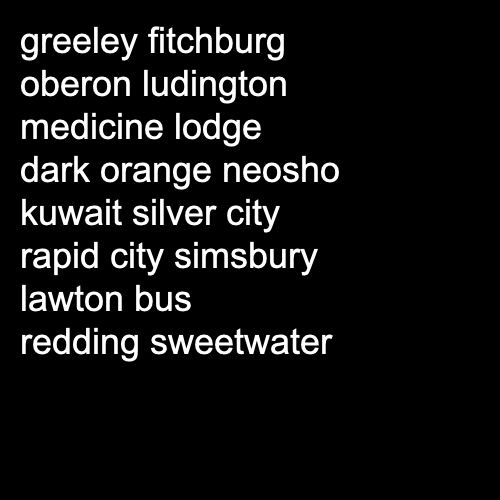 greeley fitchburg
oberon ludington
medicine lodge
dark orange neosho
kuwait silver city
rapid city simsbury
lawton bus
redding sweetwater